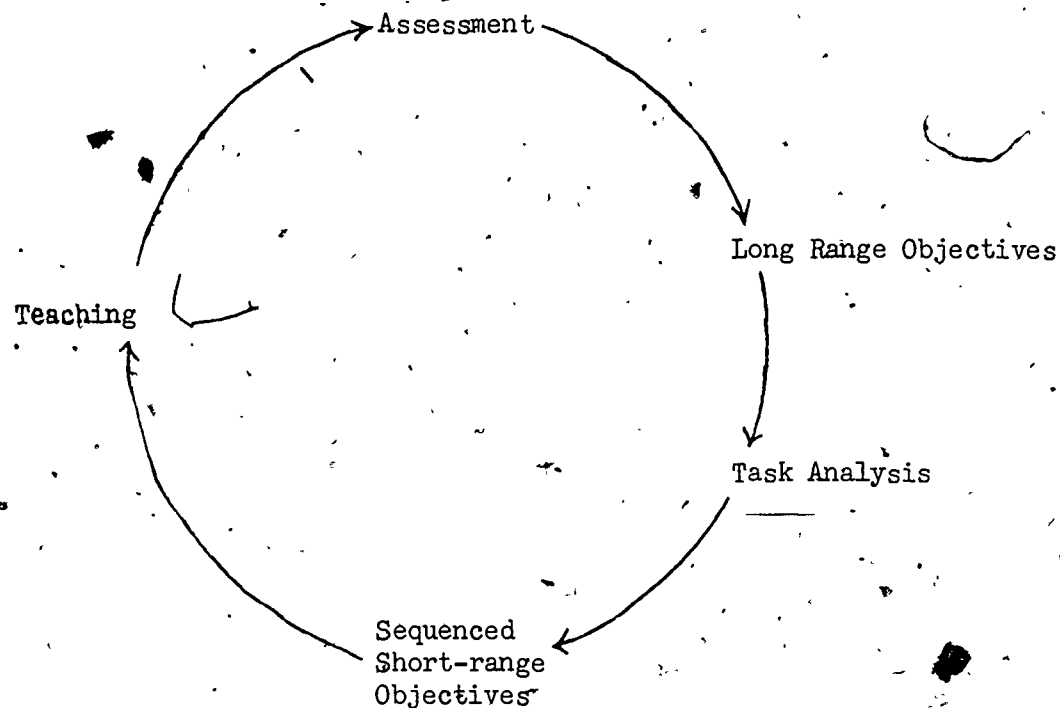 Assessment
Long Range Objectives
Teaching
Task Analysis
Sequenced
Short-range
Objectives